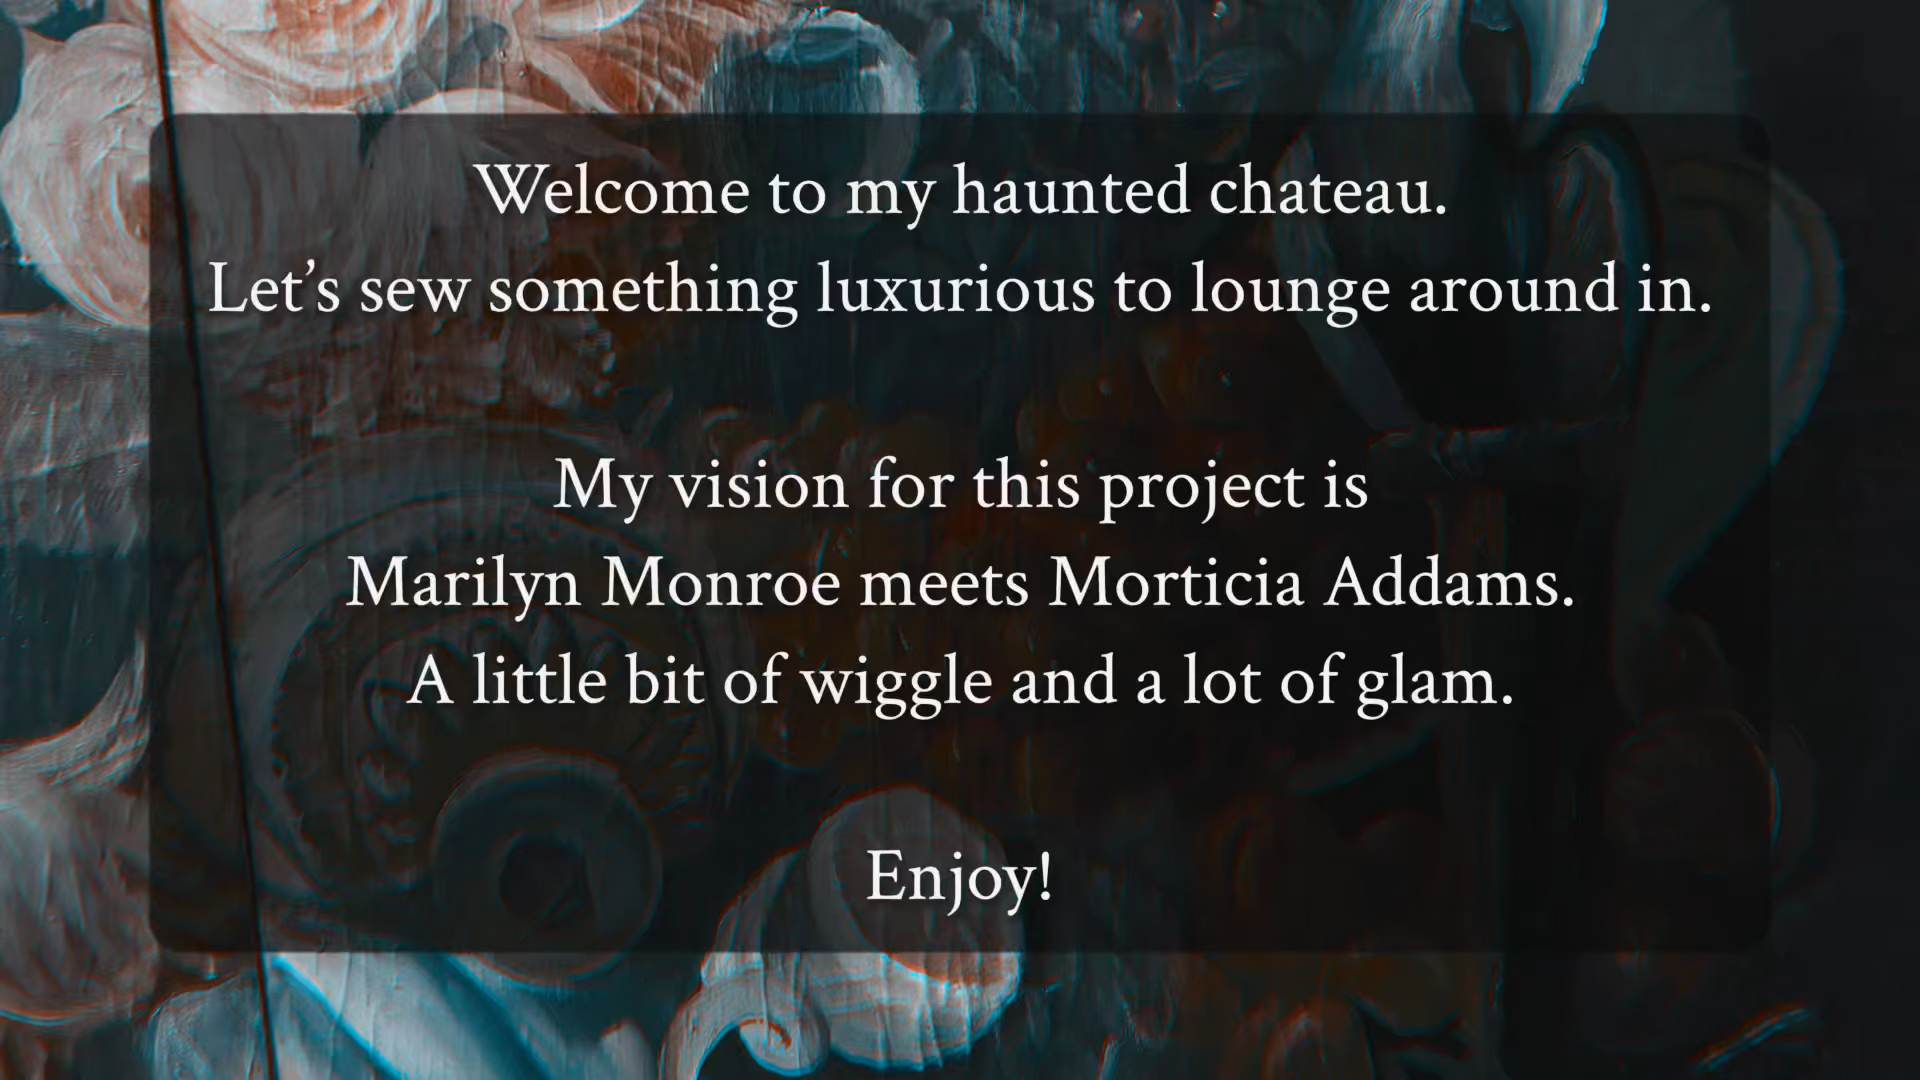 Welcome to my haunted chateau.
Let’s sew something luxurious to lounge around in.
My vision for this project is
Marilyn Monroe meets Morticia Addams.
A little bit of wiggle and a lot of glam.
Enjoy!